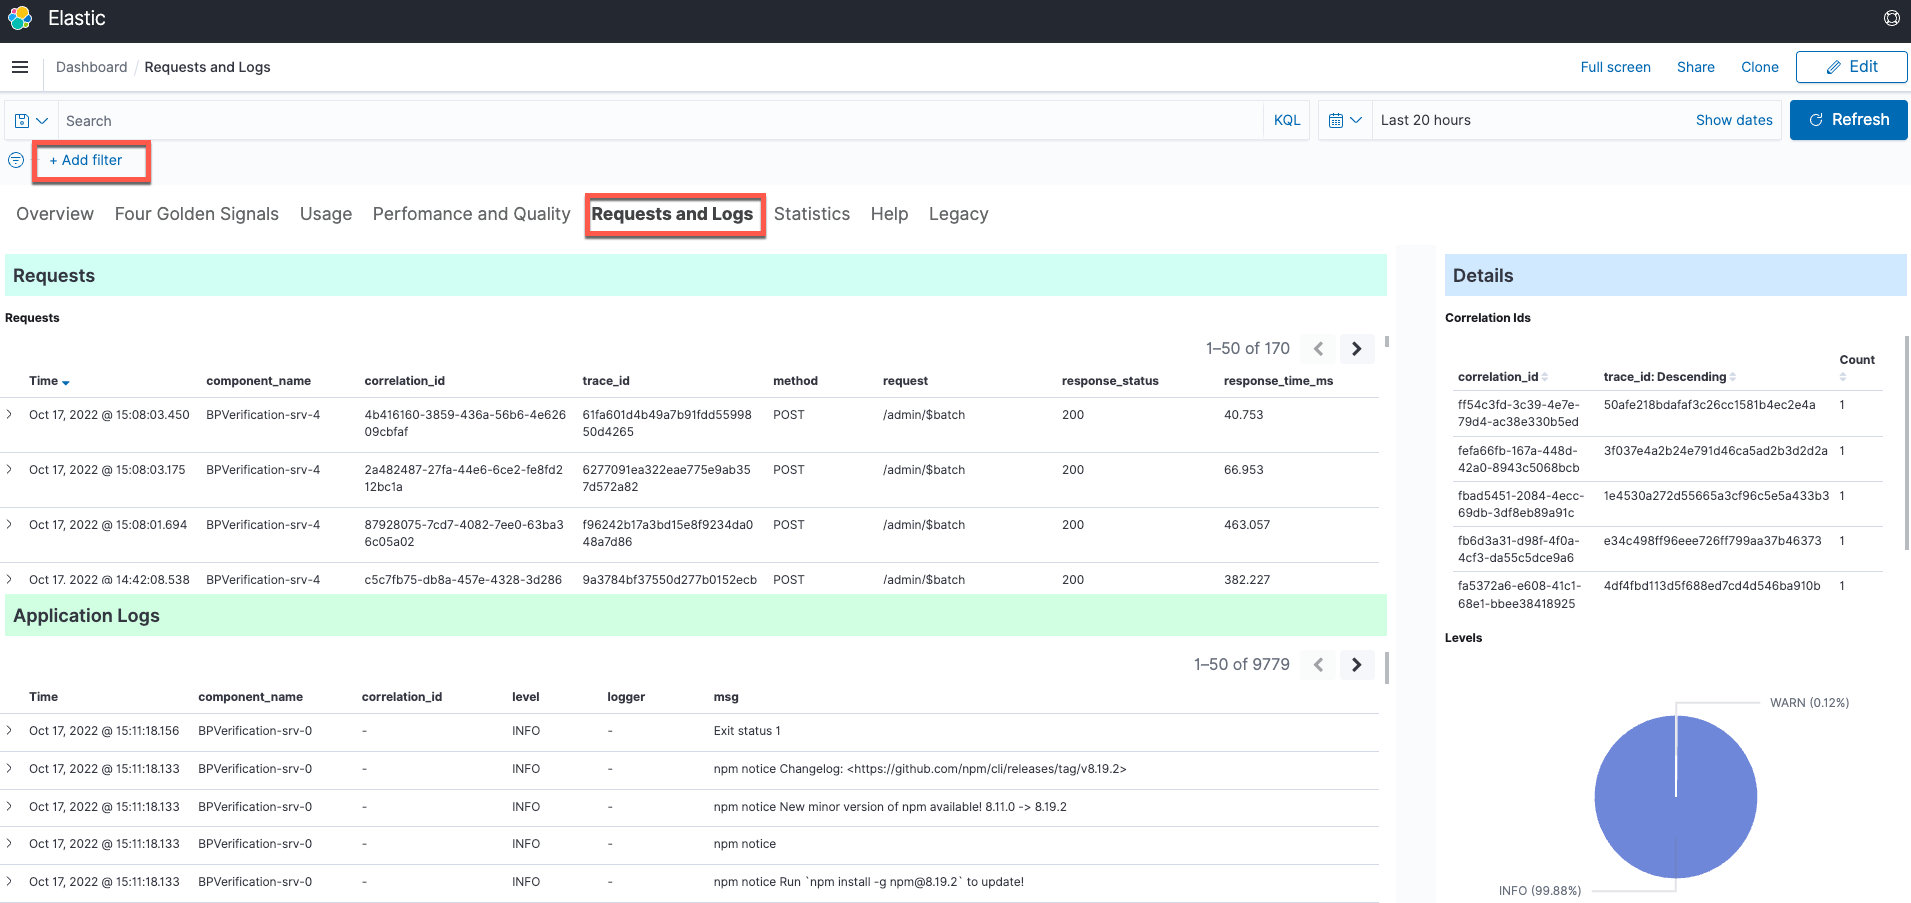 Elastic
Dashboard / Requests and Logs Full screen Share Clone Edit
Search KQL Last 20 hours Show dates Refresh
+ Add filter
Overview Four Golden Signals Usage Perfomance and Quality Requests and Logs Statistics Help Legacy
Requests
Requests
1–50 of 170
Time component_name correlation_id trace_id method request response_status response_time_ms
Oct 17, 2022 @ 15:08:03.450 BPVerification-srv-4 4b416160-3859-436a-56b6-4e626 61fa601d4b49a7b91fdd55998 POST /admin/$batch 200 40.753
09cbfaf 50d4265
Oct 17, 2022 @ 15:08:03.175 BPVerification-srv-4 2a482487-27fa-44e6-6ce2-fe8fd2 6277091ea322eae775e9ab35 POST /admin/$batch 200 66.953
12bc1a 7d572a82
Oct 17, 2022 @ 15:08:01.694 BPVerification-srv-4 87928075-7cd7-4082-7ee0-63ba3 f96242b17a3bd15e8f9234da0 POST /admin/$batch 200 463.057
6c05a02 48a7d86
Oct 17, 2022 @ 14:42:08.538 BPVerification-srv-4 c5c7fb75-db8a-457e-4328-3d286 9a3784bf37550d277b0152ecb POST /admin/$batch 200 382.227
Application Logs
1–50 of 9779
Time component_name correlation_id level logger msg
Oct 17, 2022 @ 15:11:18.156 BPVerification-srv-0 - INFO - Exit status 1
Oct 17, 2022 @ 15:11:18.133 BPVerification-srv-0 - INFO - npm notice Changelog: <https://github.com/npm/cli/releases/tag/v8.19.2>
Oct 17, 2022 @ 15:11:18.133 BPVerification-srv-0 - INFO - npm notice New minor version of npm available! 8.11.0 -> 8.19.2
Oct 17, 2022 @ 15:11:18.133 BPVerification-srv-0 - INFO - npm notice
Oct 17, 2022 @ 15:11:18.133 BPVerification-srv-0 - INFO - npm notice Run `npm install -g npm@8.19.2` to update!
Details
Correlation Ids
Count
correlation_id trace_id: Descending
ff54c3fd-3c39-4e7e- 50afe218bdafaf3c26cc1581b4ec2e4a 1
79d4-ac38e330b5ed
fefa66fb-167a-448d- 3f037e4a2b24e791d46ca5ad2b3d2d2a 1
42a0-8943c5068bcb
fbad5451-2084-4ecc- 1e4530a272d55665a3cf96c5e5a433b3 1
69db-3df8eb89a91c
fb6d3a31-d98f-4f0a- e34c498ff96eee726ff799aa37b46373 1
4cf3-da55c5dce9a6
fa5372a6-e608-41c1- 4df4fbd113d5f688ed7cd4d546ba910b 1
68e1-bbee38418925
Levels
WARN (0.12%)
INFO (99.88%)